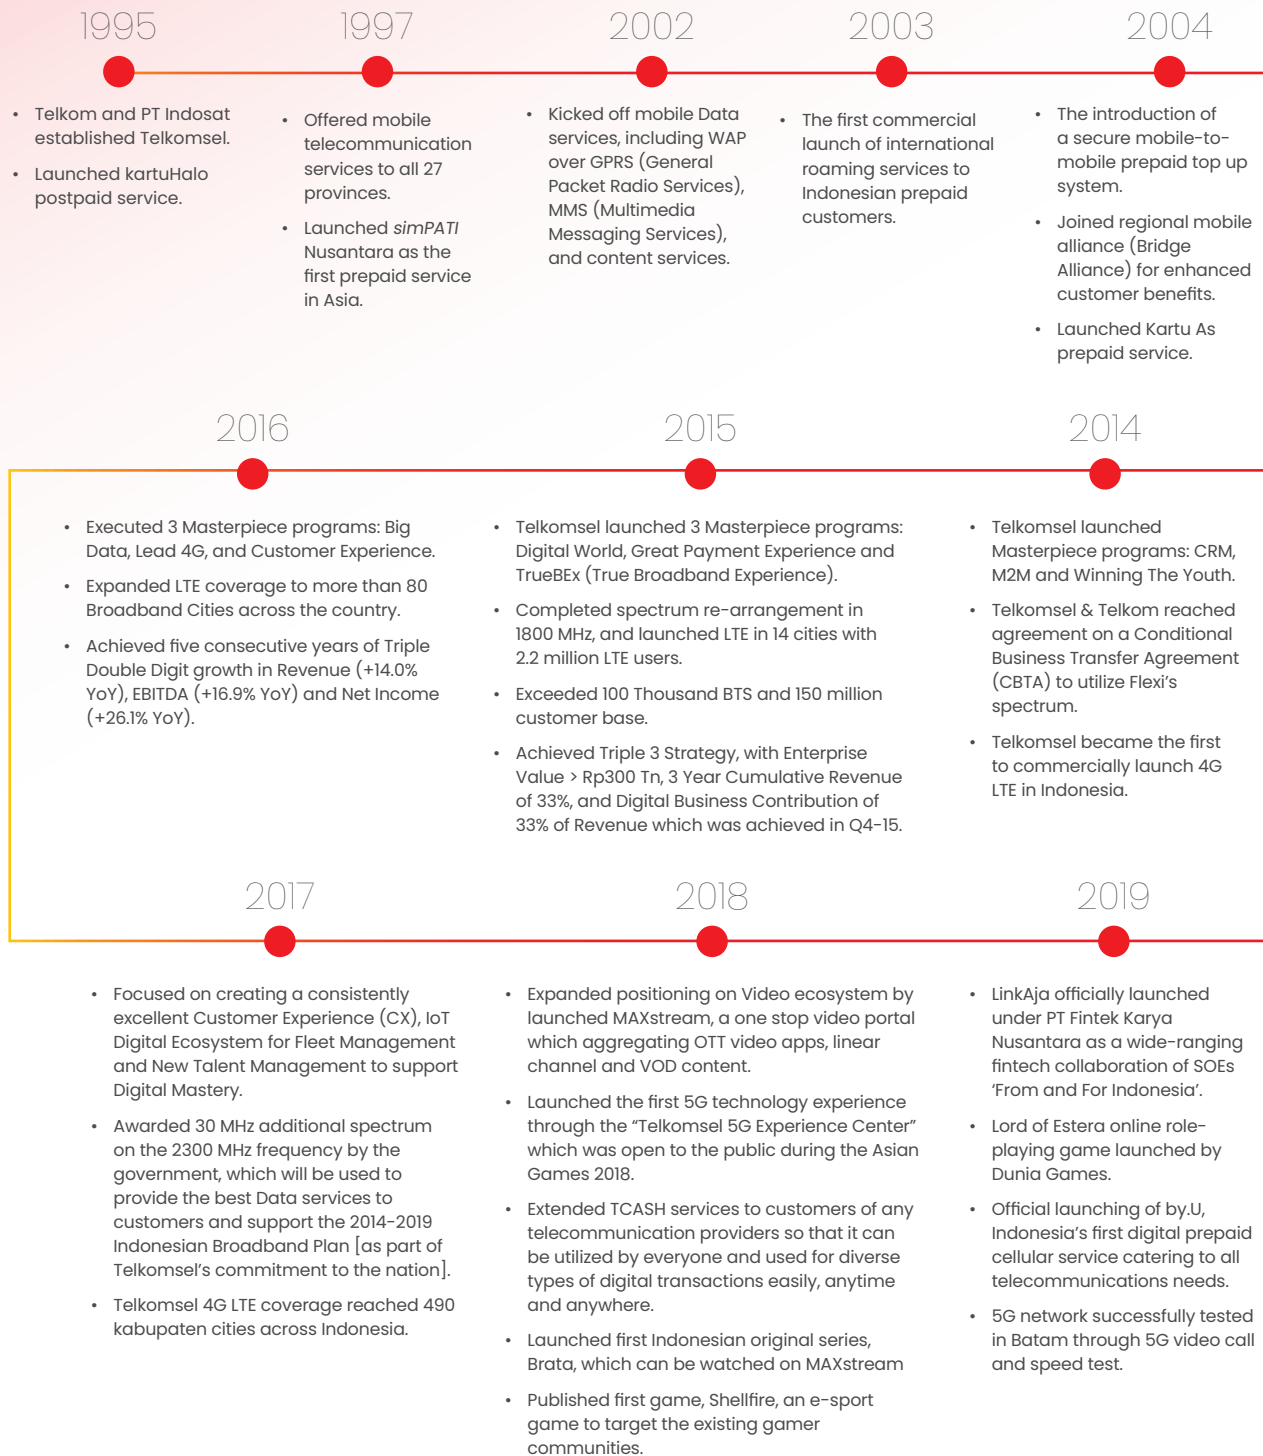 1995
• Telkom and PT Indosat
established Telkomsel.
• Launched kartuHalo
postpaid service.
1997
• Offered mobile
telecommunication
services to all 27
provinces.
• Launched simPATI
Nusantara as the
first prepaid service
in Asia.
2002
• Kicked off mobile Data
services, including WAP
over GPRS (General
Packet Radio Services),
MMS (Multimedia
Messaging Services),
and content services.
2003
• The first commercial
launch of international
roaming services to
Indonesian prepaid
customers.
2004
• The introduction of
a secure mobile-to-
mobile prepaid top up
system.
• Joined regional mobile
alliance (Bridge
Alliance) for enhanced
customer benefits.
• Launched Kartu As
prepaid service.
2016
• Executed 3 Masterpiece programs: Big
Data, Lead 4G, and Customer Experience.
• Expanded LTE coverage to more than 80
Broadband Cities across the country.
• Achieved five consecutive years of Triple
Double Digit growth in Revenue (+14.0%
YoY), EBITDA (+16.9% YoY) and Net Income
(+26.1% YoY).
2015
• Telkomsel launched 3 Masterpiece programs:
Digital World, Great Payment Experience and
TrueBEx (True Broadband Experience).
• Completed spectrum re-arrangement in
1800 MHz, and launched LTE in 14 cities with
2.2 million LTE users.
• Exceeded 100 Thousand BTS and 150 million
customer base.
• Achieved Triple 3 Strategy, with Enterprise
Value > Rp300 Tn, 3 Year Cumulative Revenue
of 33%, and Digital Business Contribution of
33% of Revenue which was achieved in Q4-15.
2014
• Telkomsel launched
Masterpiece programs: CRM,
M2M and Winning The Youth.
• Telkomsel & Telkom reached
agreement on a Conditional
Business Transfer Agreement
(CBTA) to utilize Flexi’s
spectrum.
• Telkomsel became the first
to commercially launch 4G
LTE in Indonesia.
2017
• Focused on creating a consistently
excellent Customer Experience (CX), IoT
Digital Ecosystem for Fleet Management
and New Talent Management to support
Digital Mastery.
• Awarded 30 MHz additional spectrum
on the 2300 MHz frequency by the
government, which will be used to
provide the best Data services to
customers and support the 2014-2019
Indonesian Broadband Plan [as part of
Telkomsel’s commitment to the nation].
• Telkomsel 4G LTE coverage reached 490
kabupaten cities across Indonesia.
2018
• Expanded positioning on Video ecosystem by
launched MAXstream, a one stop video portal
which aggregating OTT video apps, linear
channel and VOD content.
• Launched the first 5G technology experience
through the “Telkomsel 5G Experience Center”
which was open to the public during the Asian
Games 2018.
• Extended TCASH services to customers of any
telecommunication providers so that it can
be utilized by everyone and used for diverse
types of digital transactions easily, anytime
and anywhere.
• Launched first Indonesian original series,
Brata, which can be watched on MAXstream
• Published first game, Shellfire, an e-sport
game to target the existing gamer
communities.
2019
• LinkAja officially launched
under PT Fintek Karya
Nusantara as a wide-ranging
fintech collaboration of SOEs
‘From and For Indonesia’.
• Lord of Estera online role-
playing game launched by
Dunia Games.
• Official launching of by.U,
Indonesia’s first digital prepaid
cellular service catering to all
telecommunications needs.
• 5G network successfully tested
in Batam through 5G video call
and speed test.